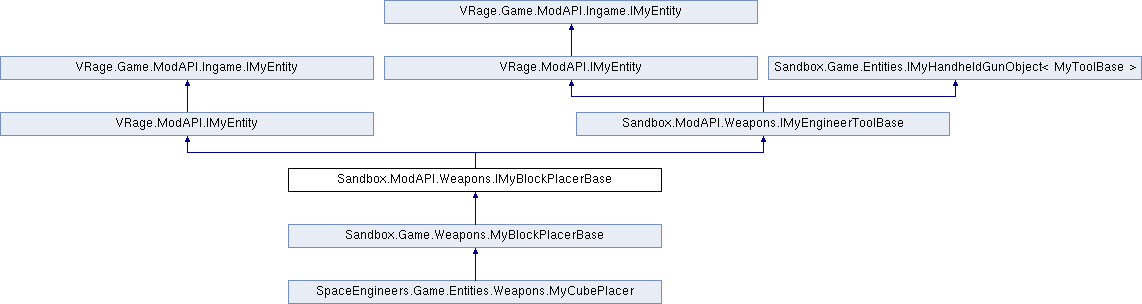 VRage.Game.ModAPI.Ingame.IMyEntity
VRage.Game.ModAPI.Ingame.IMyEntity
VRage.ModAPI.IMyEntity
Sandbox.Game.Entities.IMyHandheldGunObject< MyToolBase >
VRage.ModAPI.IMyEntity
Sandbox.ModAPI.Weapons.IMyEngineerToolBase
Sandbox.ModAPI.Weapons.IMyBlockPlacerBase
Sandbox.Game.Weapons.MyBlockPlacerBase
SpaceEngineers.Game.Entities.Weapons.MyCubePlacer